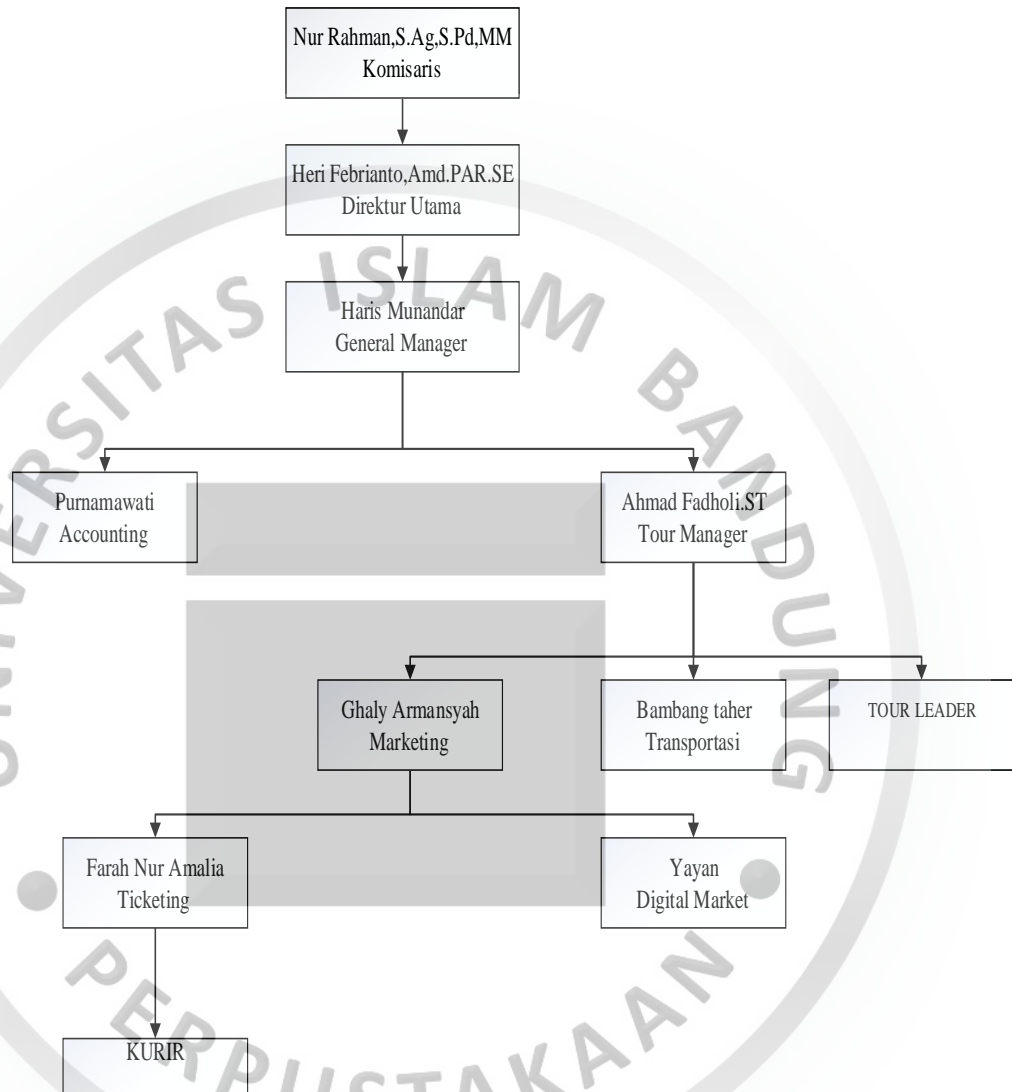 Nur Rahman,S.Ag,S.Pd,MM
Komisaris
Heri Febrianto,Amd.PAR.SE
Direktur Utama
Haris Munandar
General Manager
Purnamawati
Accounting
Ahmad Fadholi.ST
Tour Manager
Ghaly Armansyah
Marketing
Bambang taher
Transportasi
TOUR LEADER
Farah Nur Amalia
Ticketing
Yayan
Digital Market
KURIR
ERSITAS ISLAM BANDUNG
PERPUSTAKAAN